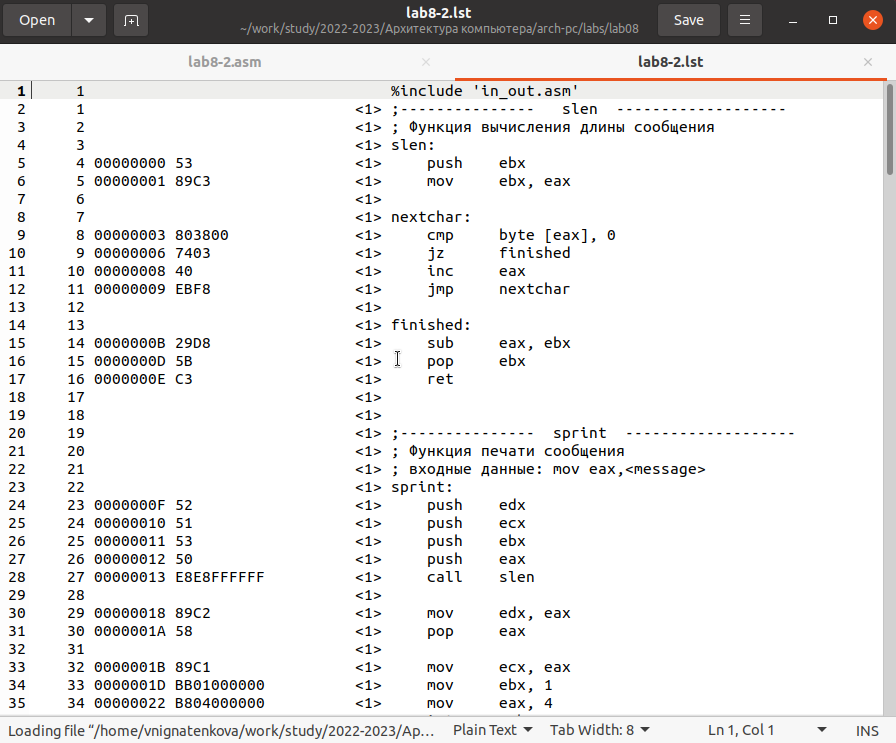 Open
lab8-2.lst
~/work/study/2022-2023/Архитектура компьютера/arch-pc/labs/lab08
Save
lab8-2.asm
lab8-2.lst
1 1 %include 'in_out.asm'
2 1 <1> ;--------------- slen -------------------
3 2 <1> ; Функция вычисления длины сообщения
4 3 <1> slen:
5 4 00000000 53 <1> push ebx
6 5 00000001 89C3 <1> mov ebx, eax
7 6 <1>
8 7 <1> nextchar:
9 8 00000003 803800 <1> cmp byte [eax], 0
10 9 00000006 7403 <1> jz finished
11 10 00000008 40 <1> inc eax
12 11 00000009 EBF8 <1> jmp nextchar
13 12 <1>
14 13 <1> finished:
15 14 0000000B 29D8 <1> sub eax, ebx
16 15 0000000D 5B <1> pop ebx
17 16 0000000E C3 <1> ret
18 17 <1>
19 18 <1>
20 19 <1> ;--------------- sprint -------------------
21 20 <1> ; Функция печати сообщения
22 21 <1> ; входные данные: mov eax,<message>
23 22 <1> sprint:
24 23 0000000F 52 <1> push edx
25 24 00000010 51 <1> push ecx
26 25 00000011 53 <1> push ebx
27 26 00000012 50 <1> push eax
28 27 00000013 E8E8FFFFFF <1> call slen
29 28 <1>
30 29 00000018 89C2 <1> mov edx, eax
31 30 0000001A 58 <1> pop eax
32 31 <1>
33 32 0000001B 89C1 <1> mov ecx, eax
34 33 0000001D BB01000000 <1> mov ebx, 1
35 34 00000022 B804000000 <1> mov eax, 4
Loading file “/home/vnignatenkova/work/study/2022-2023/Ар... Plain Text Tab Width: 8 Ln 1, Col 1 INS